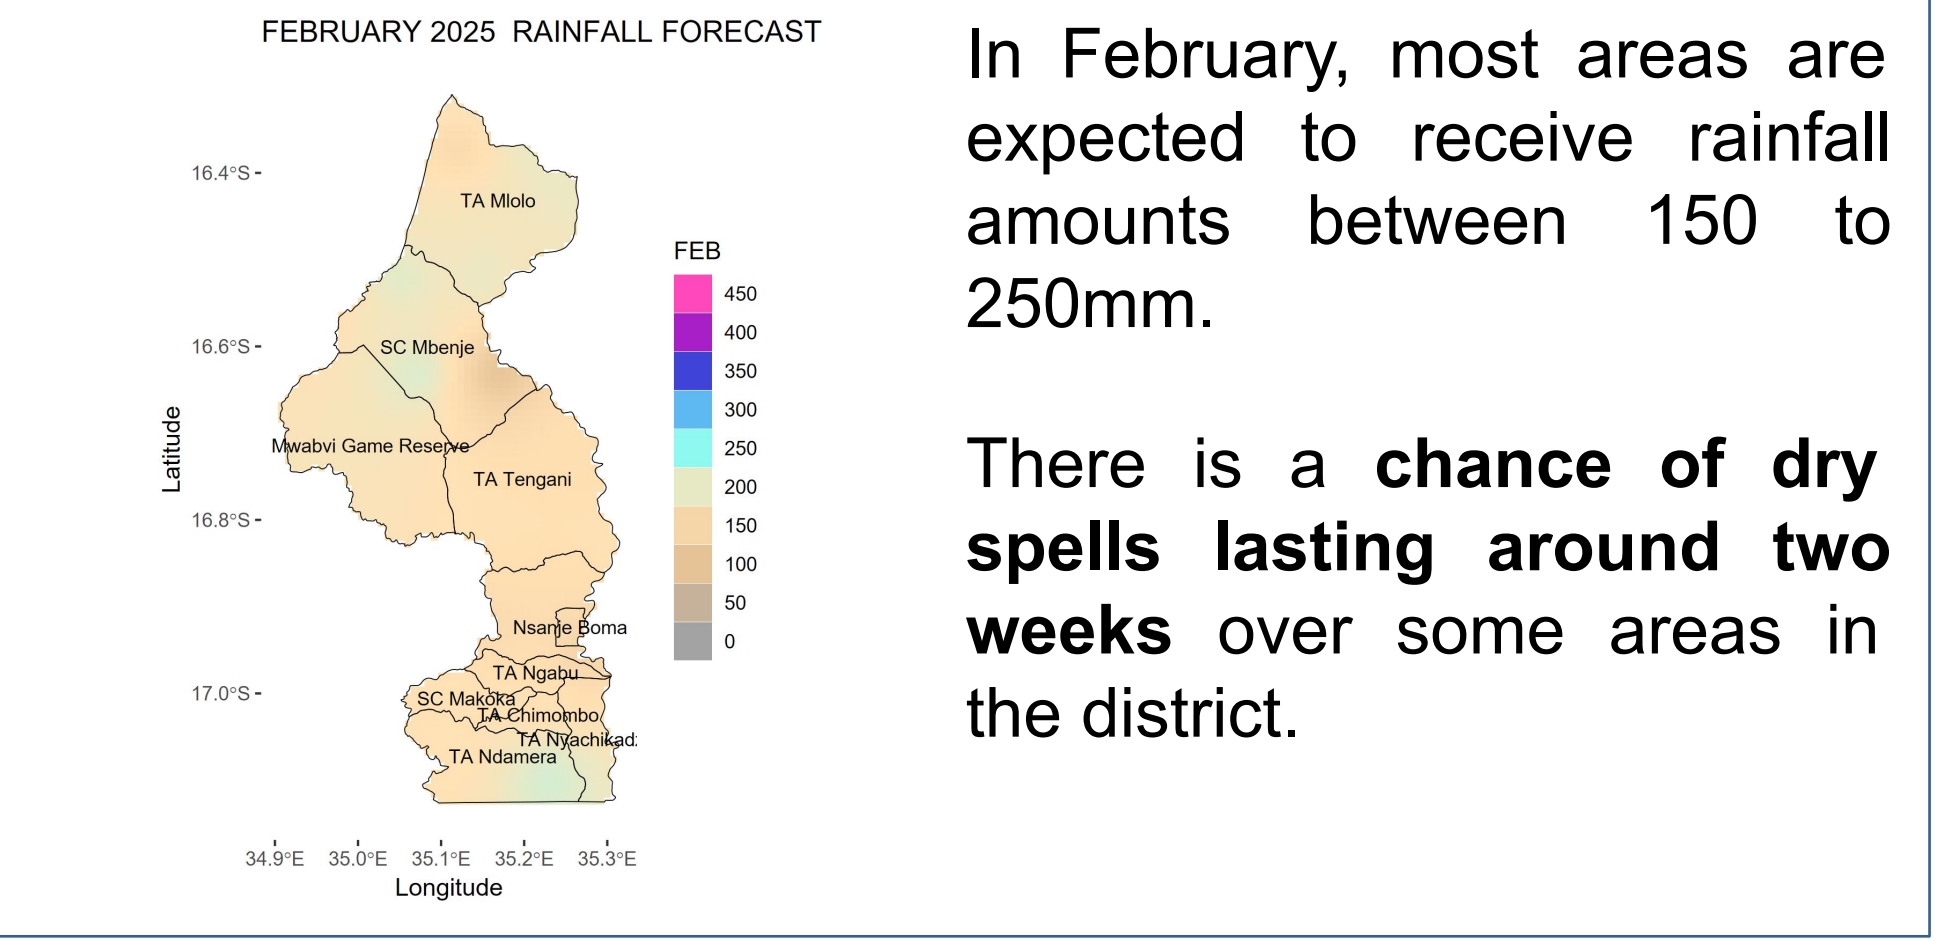 FEBRUARY 2025  RAINFALL FORECAST
16.4°S
16.6°S
16.8°S
17.0°S
Latitude
TA Mlolo
SC Mbenje
Mwabvi Game Reserve
TA Tengani
Nsanje Boma
TA Ngabu
SC Makoka
TA Chimombo
TA Nyachikadz
TA Ndamera
34.9°E 35.0°E 35.1°E 35.2°E 35.3°E
Longitude
FEB
450
400
350
300
250
200
150
100
50
0
In February, most areas are
expected to receive rainfall
amounts between 150 to
250mm.
There is a chance of dry
spells lasting around two
weeks over some areas in
the district.